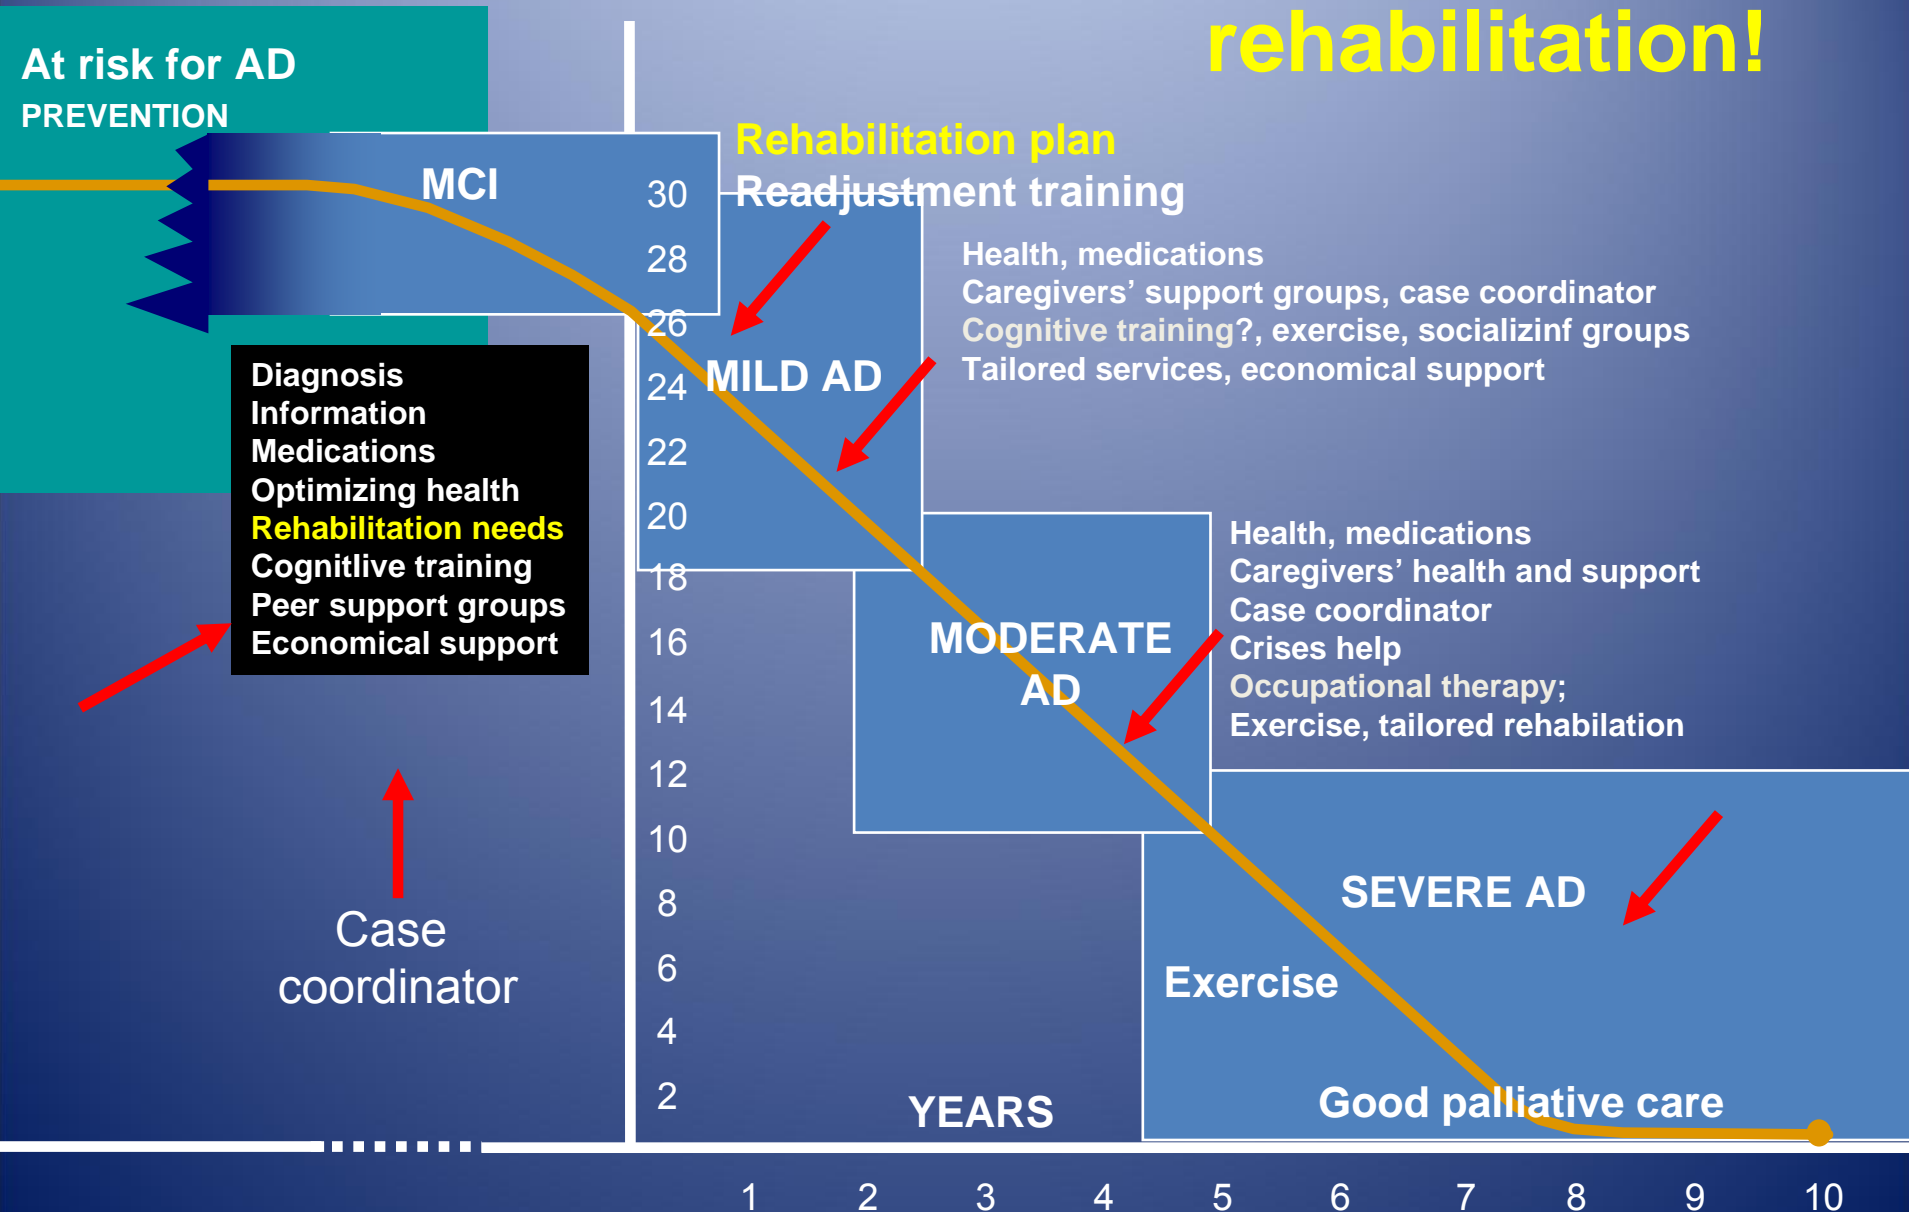 rehabilitation!
At risk for AD
PREVENTION
MCI
Rehabilitation plan
Readjustment training
30
28
26
24
22
20
18
16
14
12
10
8
6
4
2
Health, medications
Caregivers’ support groups, case coordinator
Cognitive training?, exercise, socializinf groups
Tailored services, economical support
MILD AD
Diagnosis
Information
Medications
Optimizing health
Rehabilitation needs
Cognitlive training
Peer support groups
Economical support
Health, medications
Caregivers’ health and support
Case coordinator
Crises help
Occupational therapy;
Exercise, tailored rehabilation
MODERATE
AD
Case
coordinator
SEVERE AD
Exercise
Good palliative care
YEARS
1 2 3 4 5 6 7 8 9 10